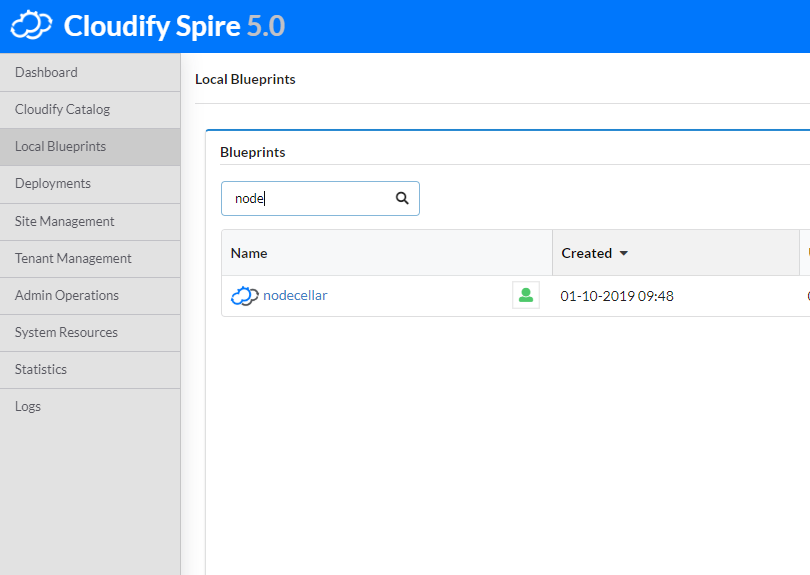 Cloudify Spire 5.0
Dashboard
Cloudify Catalog
Local Blueprints
Deployments
Site Management
Tenant Management
Admin Operations
System Resources
Statistics
Logs
Local Blueprints
Blueprints
node
Name Created
nodecellar 01-10-2019 09:48